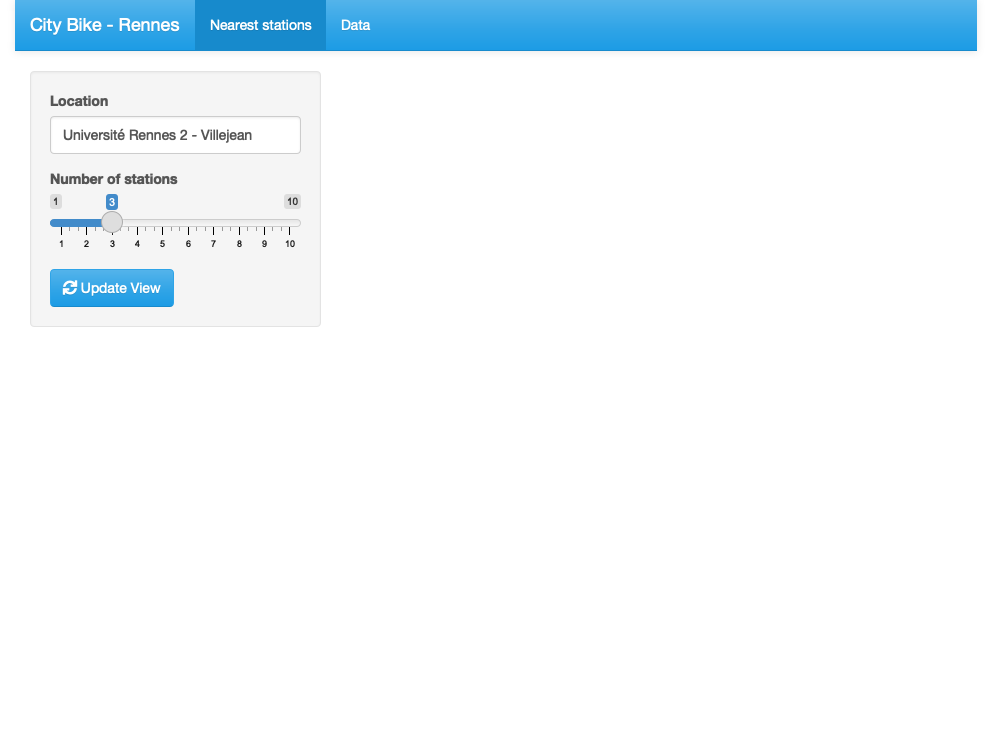 City Bike - Rennes Nearest stations Data
Location
Université Rennes 2 - Villejean
Number of stations
1 3 10
1 2 3 4 5 6 7 8 9 10
Update View